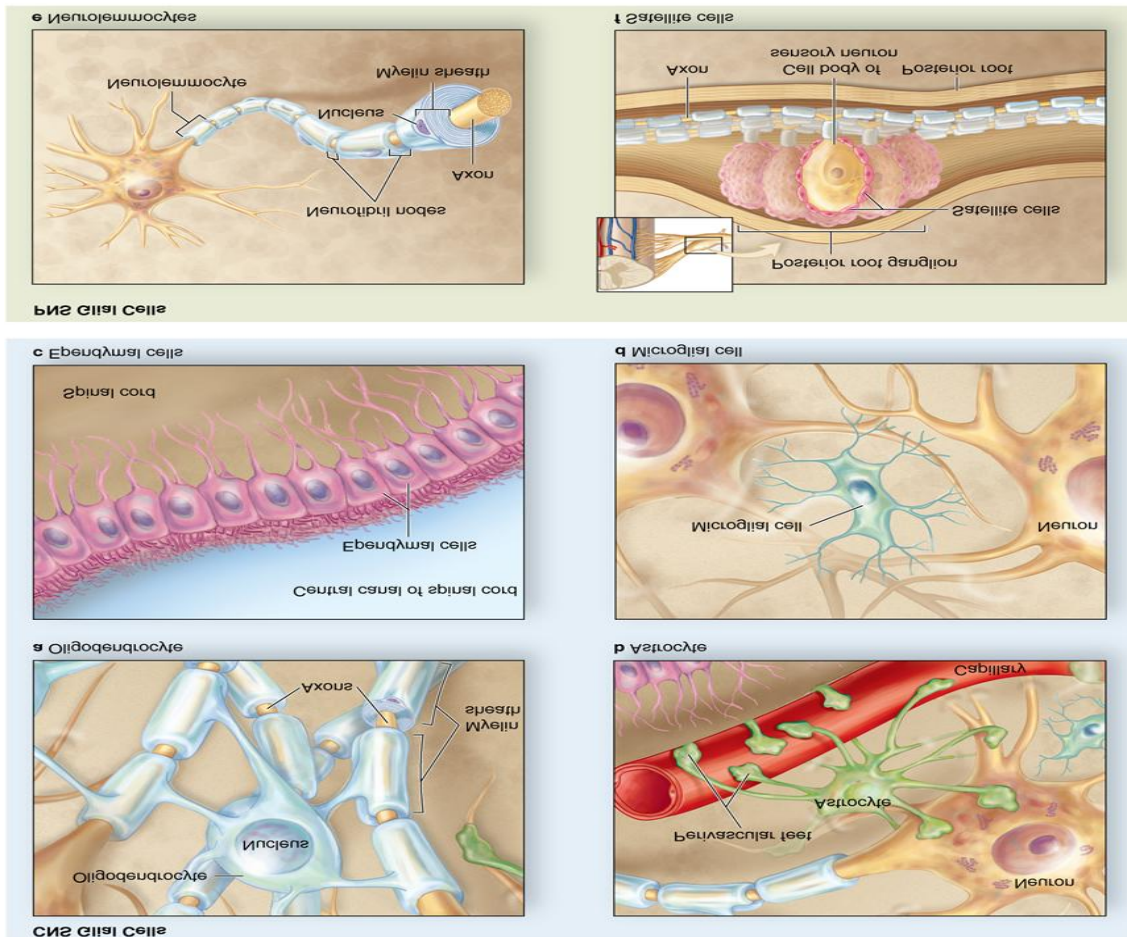 CNS Glial Cells
Oligodendrocyte
Nucleus
Myelin
sheath
Axons
a Oligodendrocyte
Neuron
Perivascular feet
Astrocyte
Capillary
b Astrocyte
Central canal of spinal cord
Ependymal cells
Spinal cord
c Ependymal cells
Microglial cell
Neuron
d Microglial cell
PNS Glial Cells
Neurofibril nodes
Axon
Nucleus
Myelin sheath
Neurolemmocyte
e Neurolemmocytes
Posterior root ganglion
Satellite cells
Axon
Cell body of
sensory neuron
Posterior root
f Satellite cells